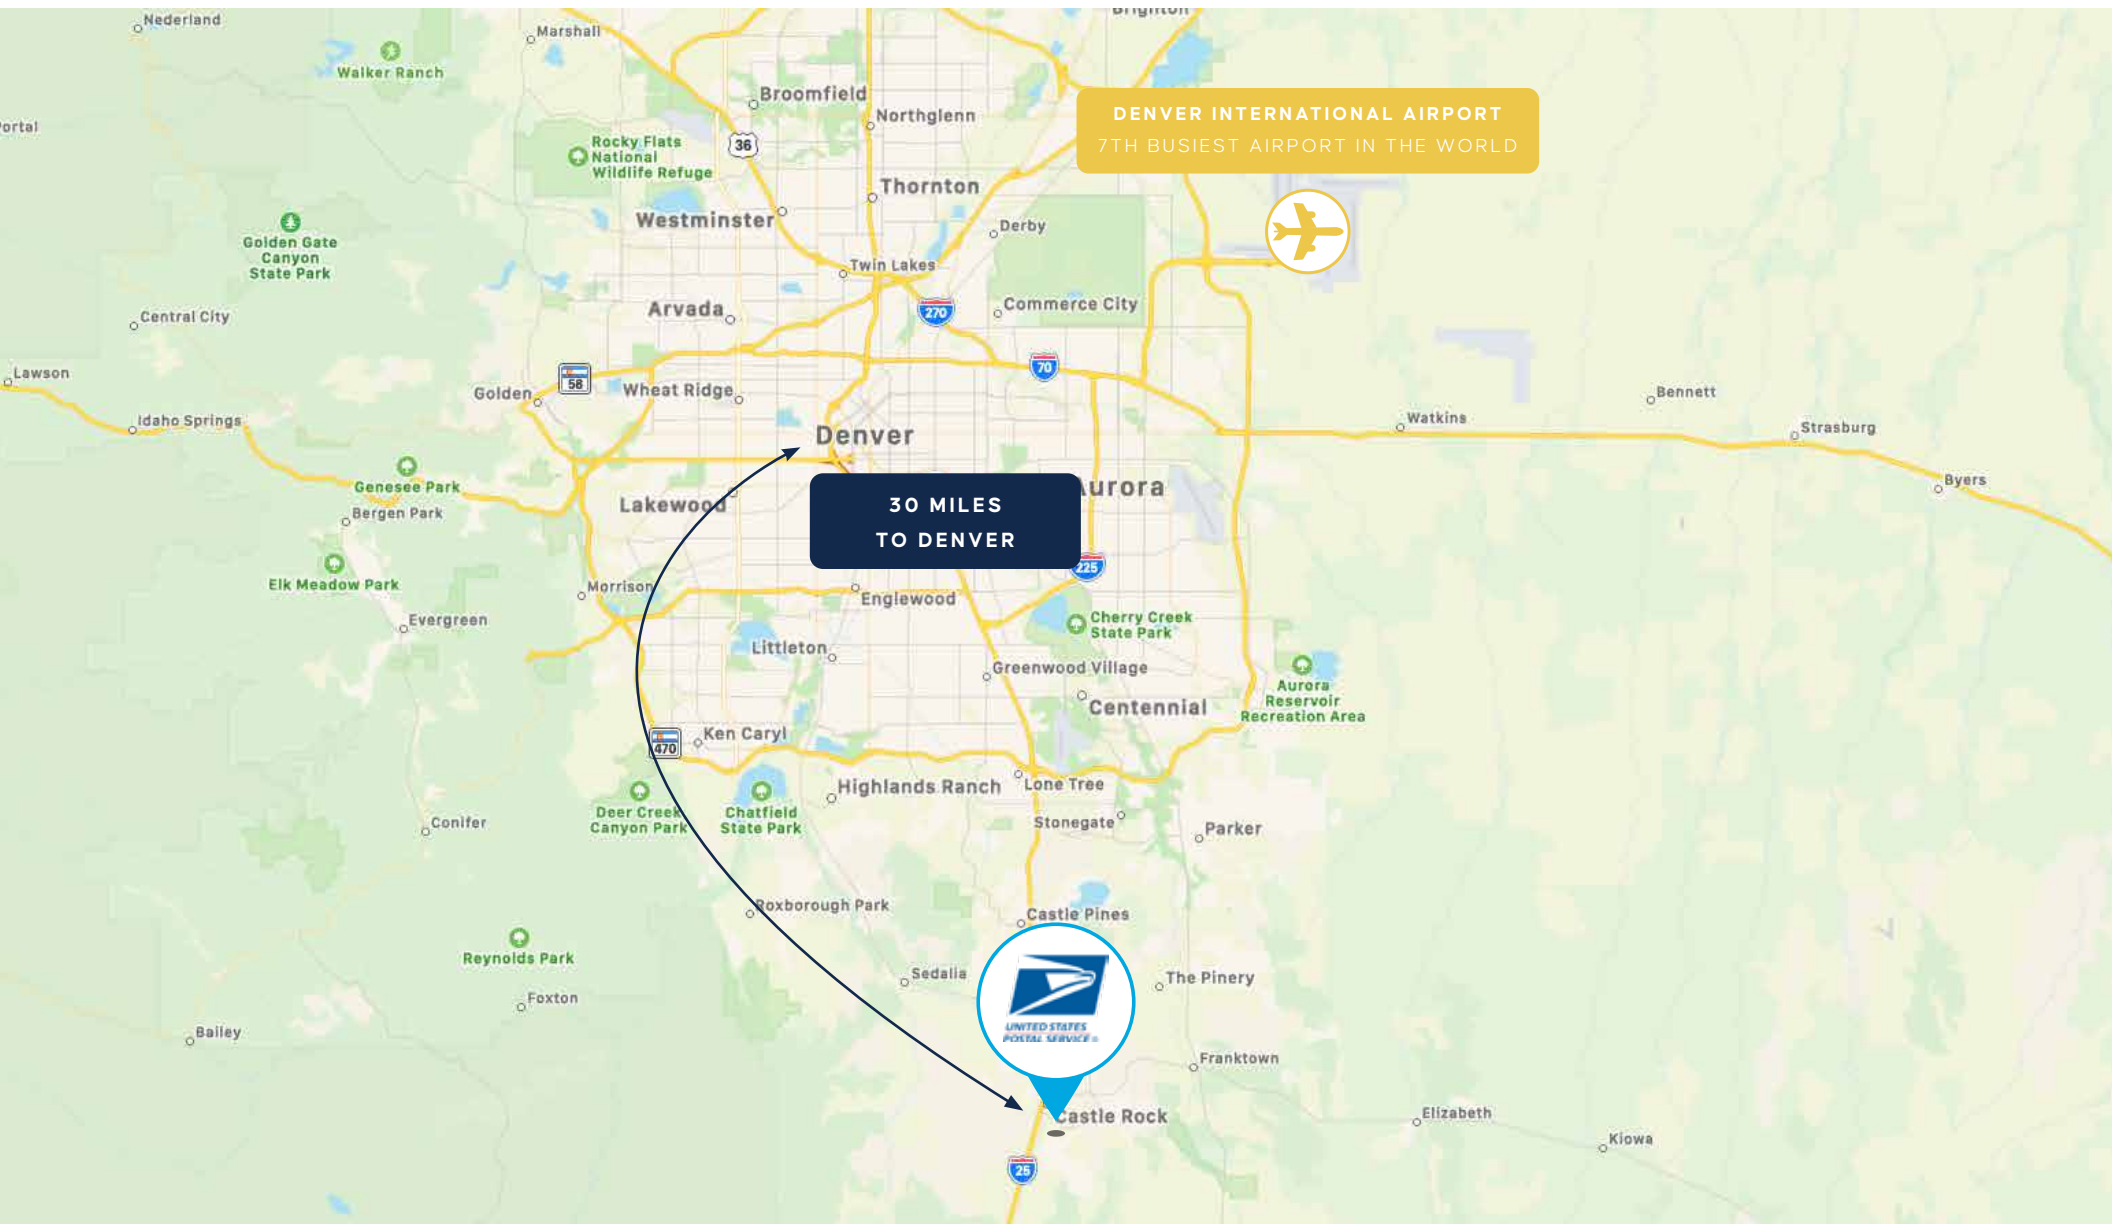 Nederland
Marshall
Walker Ranch
Brighton
Broomfield
Northglenn
DENVER INTERNATIONAL AIRPORT
7TH BUSIEST AIRPORT IN THE WORLD
36
Rocky Flats
National
Wildlife Refuge
Thornton
Westminster
Derby
Golden Gate
Canyon
State Park
Twin Lakes
Arvada
270
Commerce City
Central City
Lawson
58
70
Golden
Wheat Ridge
Bennett
Idaho Springs
Watkins
Strasburg
Denver
Genesee Park
Byers
Lakewood
30 MILES
TO DENVER
Aurora
Bergen Park
225
Elk Meadow Park
Morrison
Englewood
Evergreen
Cherry Creek
State Park
Littleton
Greenwood Village
Aurora
Reservoir
Recreation Area
Centennial
470
Ken Caryl
Highlands Ranch
Lone Tree
Deer Creek
Canyon Park
Chatfield
State Park
Conifer
Stonegate
Parker
Roxborough Park
Castle Pines
Reynolds Park
Sedalia
The Pinery
Foxton
UNITED STATES
POSTAL SERVICE®
Bailey
Franktown
Castle Rock
Elizabeth
Kiowa
25